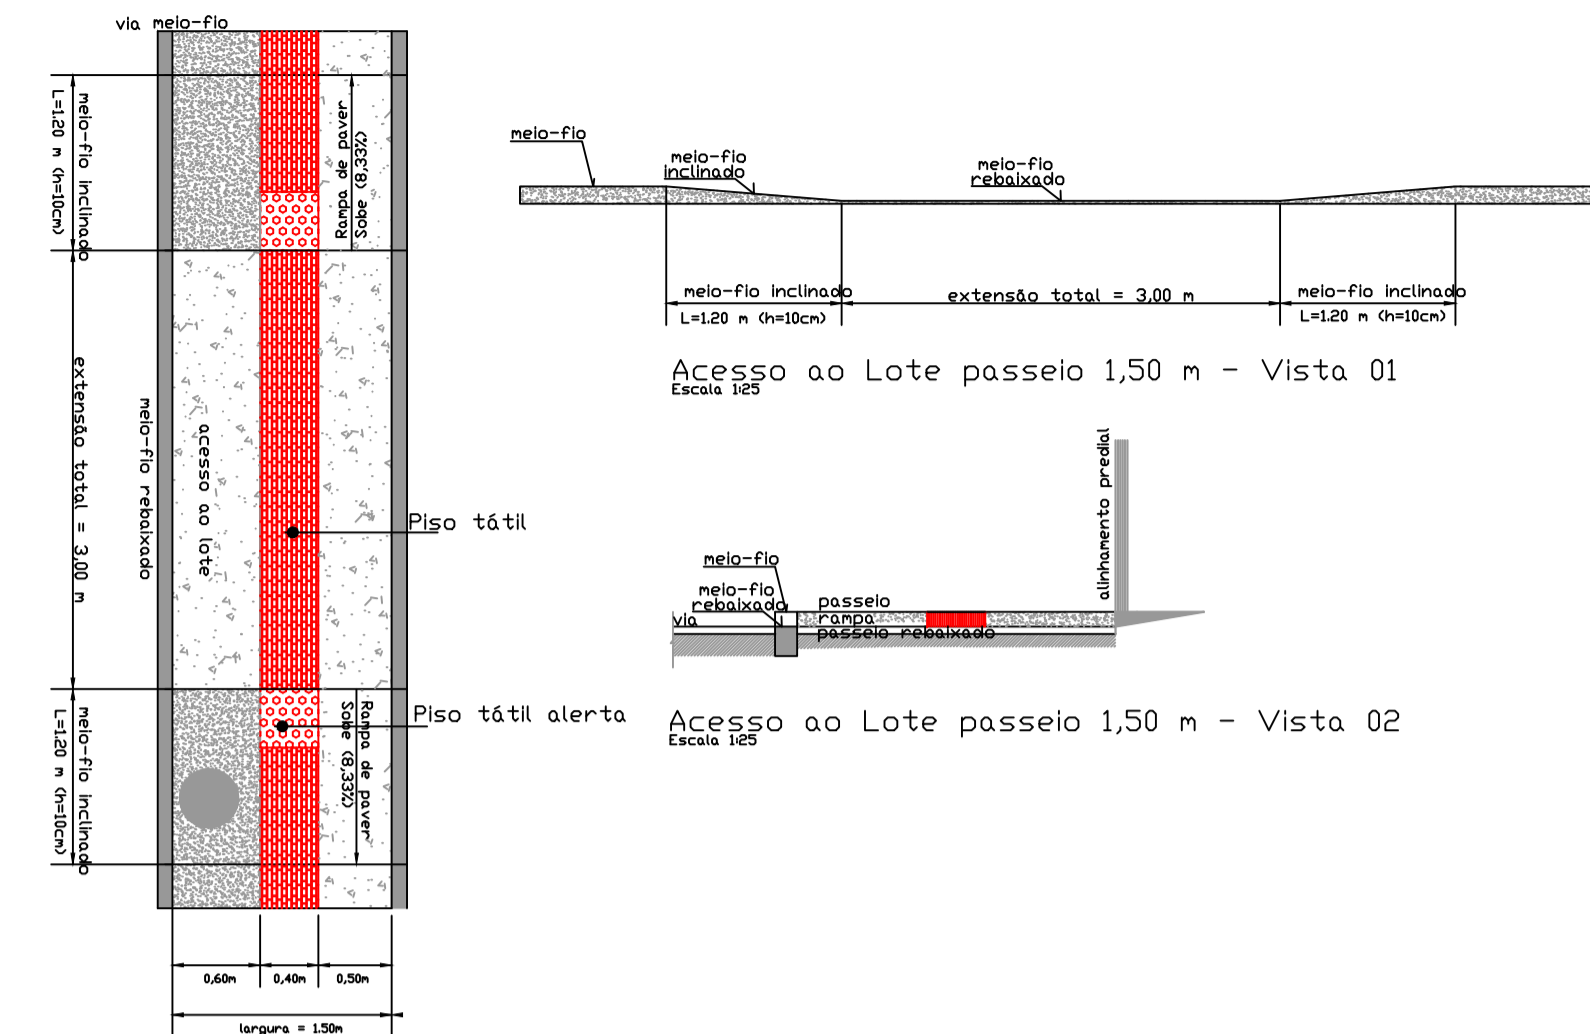 via meio-fio
meio-fio inclinado
L=1.20 m (h=10cm)
Rampa de paver
Sobe (8,33%)
extensão total = 3,00 m
meio-fio rebaixado
acesso ao lote
Piso tátil
Piso tátil alerta
meio-fio inclinado
L=1.20 m (h=10cm)
Rampa de paver
Sobe (8,33%)
0,60m
0,40m
0,50m
largura = 1.50m
meio-fio
meio-fio
inclinado
meio-fio
rebaixado
meio-fio inclinado
L=1.20 m (h=10cm)
extensão total = 3,00 m
meio-fio inclinado
L=1.20 m (h=10cm)
Acesso ao Lote passeio 1,50 m - Vista 01
Escala 1:25
alinhamento predial
meio-fio
meio-fio
rebaixado
via
passeio
rampa
passeio rebaixado
Acesso ao Lote passeio 1,50 m - Vista 02
Escala 1:25